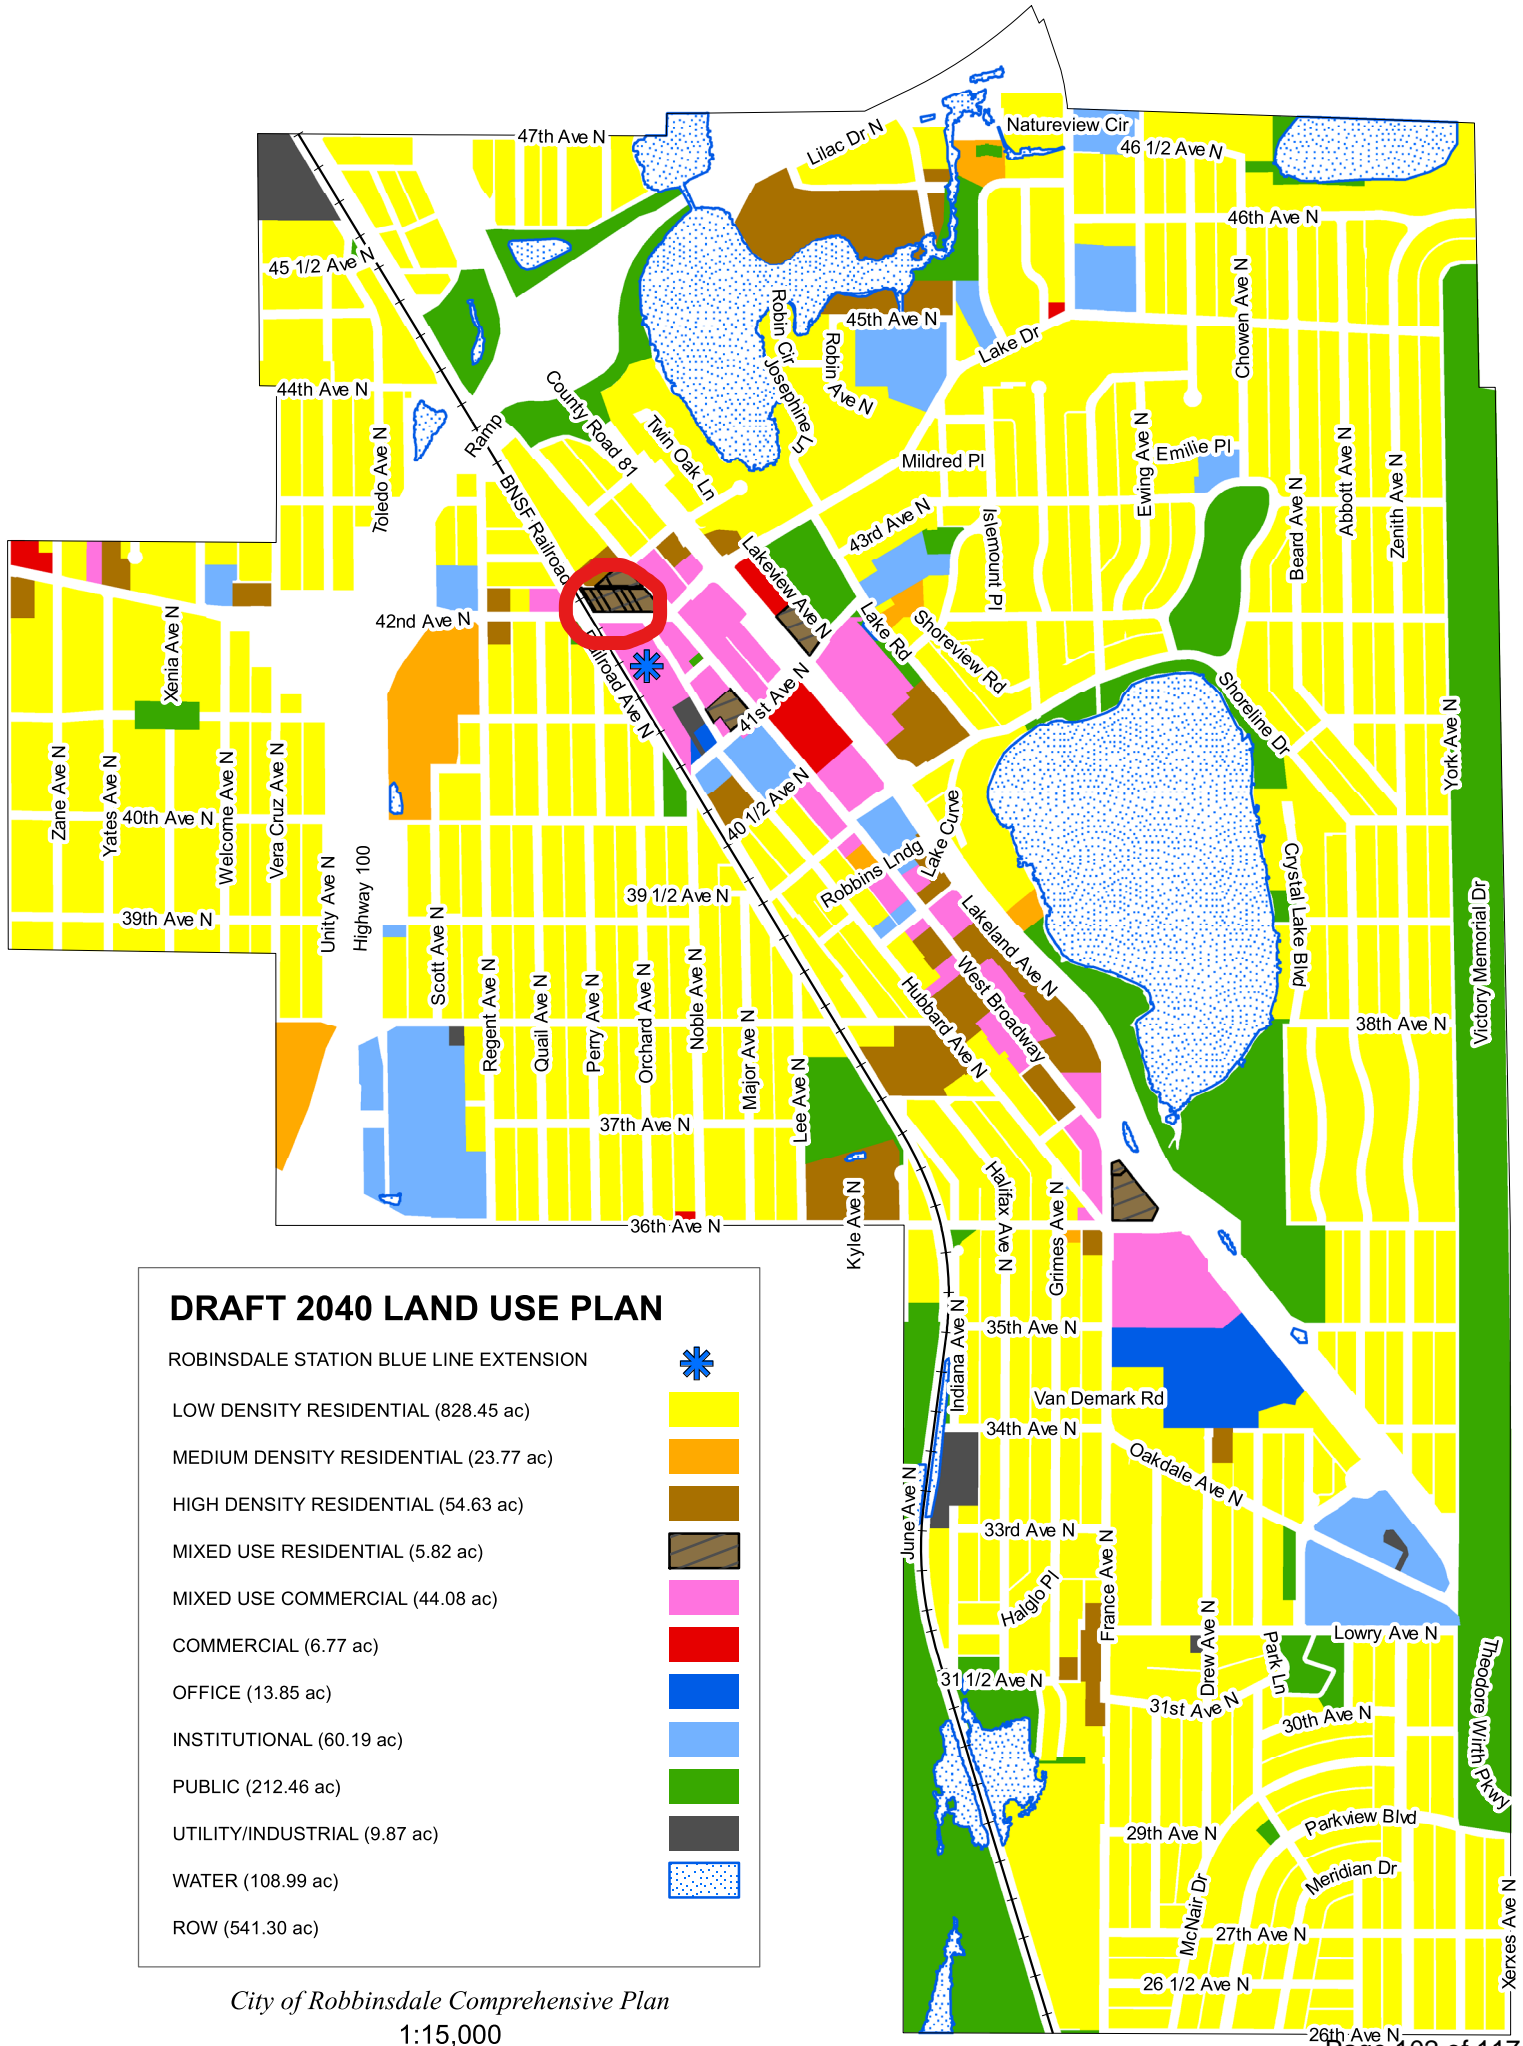 47th Ave N
Lilac Dr N
Natureview Cir
46 1/2 Ave N
46th Ave N
45 1/2 Ave N
Chowen Ave N
Robin Cir
45th Ave N
Lake Dr
Robin Ave N
Josephine Ln
44th Ave N
County Road 81
Ramp
Twin Oak Ln
Toledo Ave N
Mildred Pl
Ewing Ave N
Emilie Pl
Abbott Ave N
Zenith Ave N
Beard Ave N
BNSF Railroad
43rd Ave N
Islemount Pl
Lakeview Ave N
42nd Ave N
Lake Rd
Shoreview Rd
Xenia Ave N
Railroad Ave N
41st Ave N
Shoreline Dr
York Ave N
Zane Ave N
Yates Ave N
Welcome Ave N
Vera Cruz Ave N
40th Ave N
40 1/2 Ave N
Lake Curve
Robbins Lndg
Crystal Lake Blvd
Unity Ave N
Highway 100
39 1/2 Ave N
39th Ave N
Scott Ave N
Lakeland Ave N
Victory Memorial Dr
Regent Ave N
Quail Ave N
Perry Ave N
Orchard Ave N
Noble Ave N
Major Ave N
Lee Ave N
Hubbard Ave N
West Broadway
38th Ave N
37th Ave N
Kyle Ave N
Halifax Ave N
Grimes Ave N
36th Ave N
Indiana Ave N
35th Ave N
Van Demark Rd
34th Ave N
Oakdale Ave N
June Ave N
33rd Ave N
Halglo Pl
France Ave N
Drew Ave N
Lowry Ave N
Park Ln
31 1/2 Ave N
31st Ave N
30th Ave N
Theodore Wirth Pkwy
29th Ave N
Parkview Blvd
Meridian Dr
McNair Dr
27th Ave N
26 1/2 Ave N
Xerxes Ave N
26th Ave N
DRAFT 2040 LAND USE PLAN
ROBINSDALE STATION BLUE LINE EXTENSION
LOW DENSITY RESIDENTIAL (828.45 ac)
MEDIUM DENSITY RESIDENTIAL (23.77 ac)
HIGH DENSITY RESIDENTIAL (54.63 ac)
MIXED USE RESIDENTIAL (5.82 ac)
MIXED USE COMMERCIAL (44.08 ac)
COMMERCIAL (6.77 ac)
OFFICE (13.85 ac)
INSTITUTIONAL (60.19 ac)
PUBLIC (212.46 ac)
UTILITY/INDUSTRIAL (9.87 ac)
WATER (108.99 ac)
ROW (541.30 ac)
City of Robbinsdale Comprehensive Plan
1:15,000